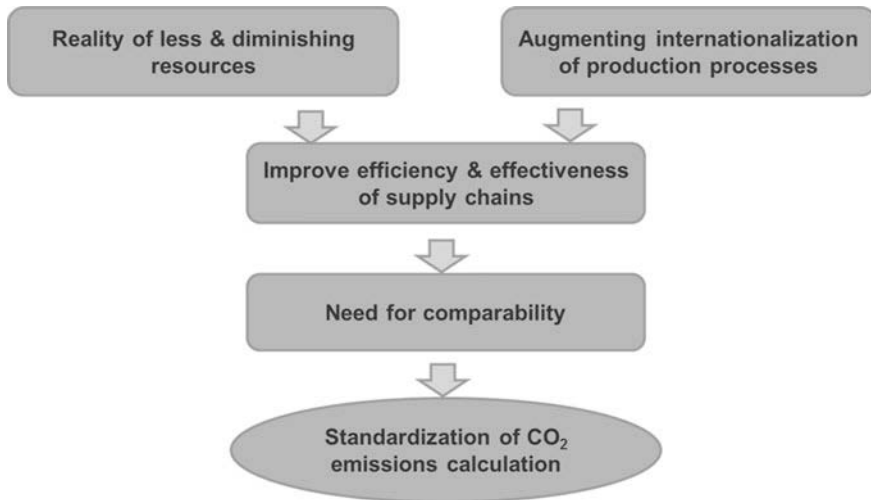 Reality of less & diminishing
resources
Augmenting internationalization
of production processes
Improve efficiency & effectiveness
of supply chains
Need for comparability
Standardization of CO₂
emissions calculation